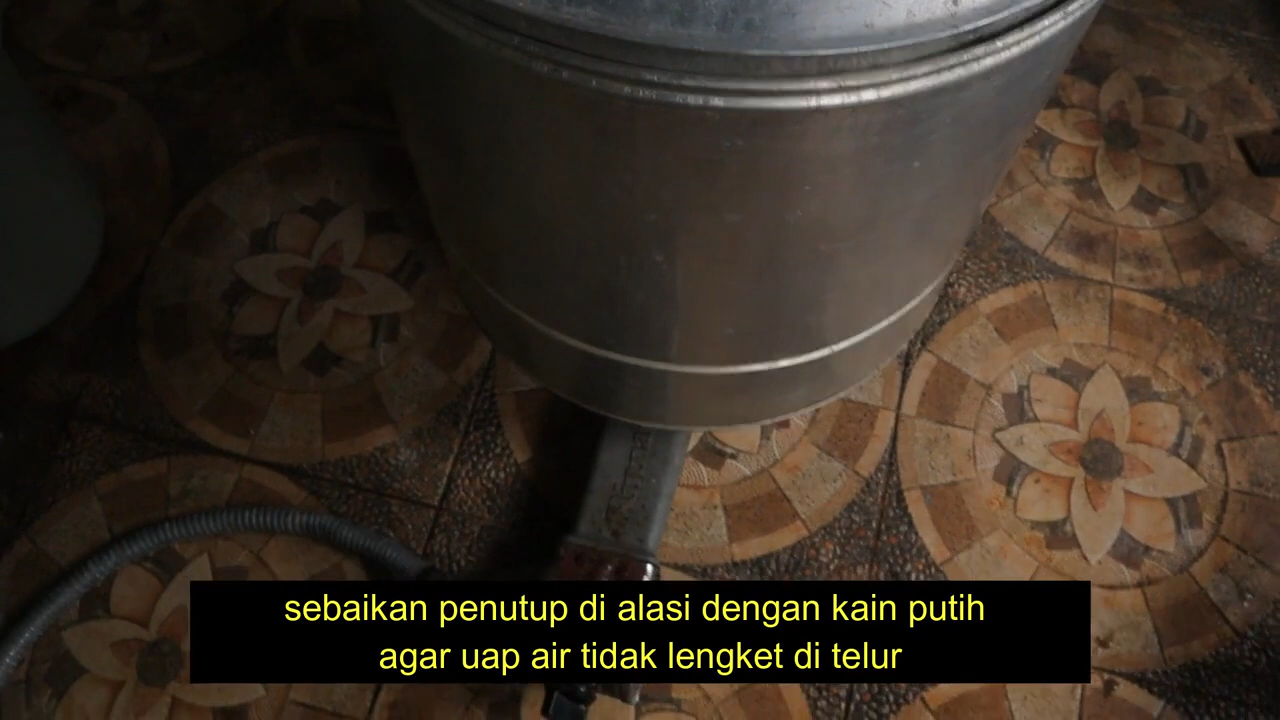 sebaikan penutup di alasi dengan kain putih
agar uap air tidak lengket di telur